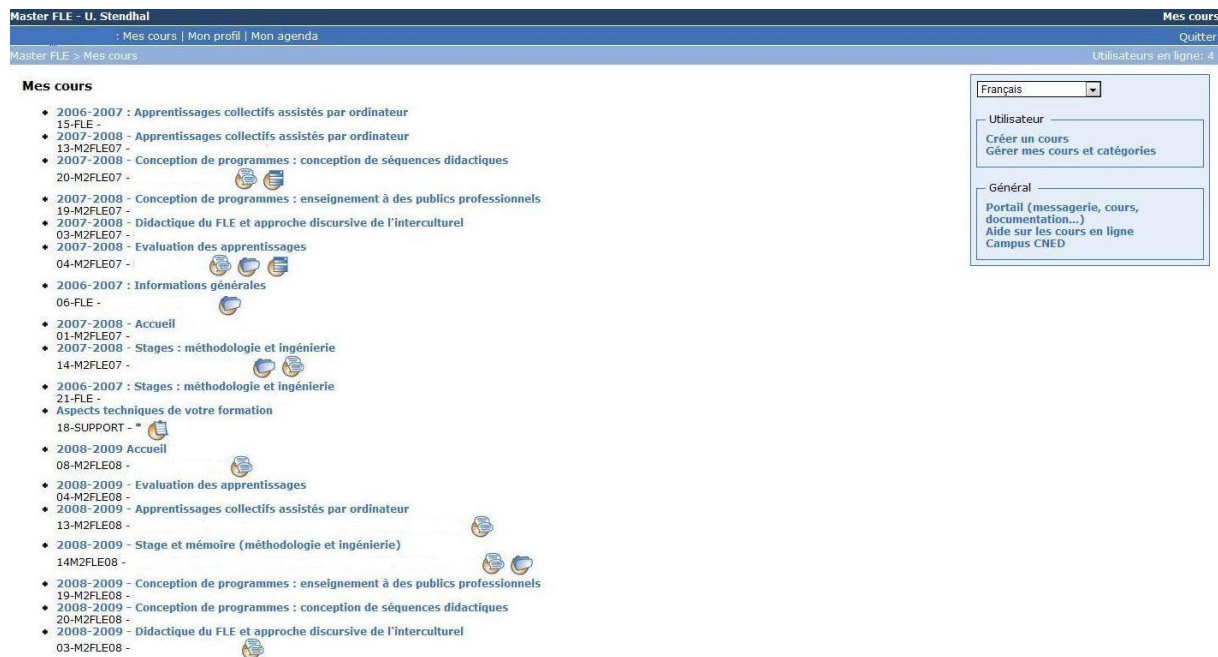 Master FLE - U. Stendhal
Mes cours
: Mes cours | Mon profil | Mon agenda
Quitter
Master FLE > Mes cours
Utilisateurs en ligne: 4
Mes cours
2006-2007 : Apprentissages collectifs assistés par ordinateur
15-FLE -
2007-2008 - Apprentissages collectifs assistés par ordinateur
13-M2FLE07 -
2007-2008 - Conception de programmes : conception de séquences didactiques
20-M2FLE07 -
2007-2008 - Conception de programmes : enseignement à des publics professionnels
19-M2FLE07 -
2007-2008 - Didactique du FLE et approche discursive de l'interculturel
03-M2FLE07 -
2007-2008 - Evaluation des apprentissages
04-M2FLE07 -
2006-2007 : Informations générales
06-FLE -
2007-2008 - Accueil
01-M2FLE07 -
2007-2008 - Stages : méthodologie et ingénierie
14-M2FLE07 -
2006-2007 : Stages : méthodologie et ingénierie
21-FLE -
Aspects techniques de votre formation
18-SUPPORT - *
2008-2009 Accueil
08-M2FLE08 -
2008-2009 - Evaluation des apprentissages
04-M2FLE08 -
2008-2009 - Apprentissages collectifs assistés par ordinateur
13-M2FLE08 -
2008-2009 - Stage et mémoire (méthodologie et ingénierie)
14M2FLE08 -
2008-2009 - Conception de programmes : enseignement à des publics professionnels
19-M2FLE08 -
2008-2009 - Conception de programmes : conception de séquences didactiques
20-M2FLE08 -
2008-2009 - Didactique du FLE et approche discursive de l'interculturel
03-M2FLE08 -
Français
Utilisateur
Créer un cours
Gérer mes cours et catégories
Général
Portail (messagerie, cours,
documentation...)
Aide sur les cours en ligne
Campus CNED